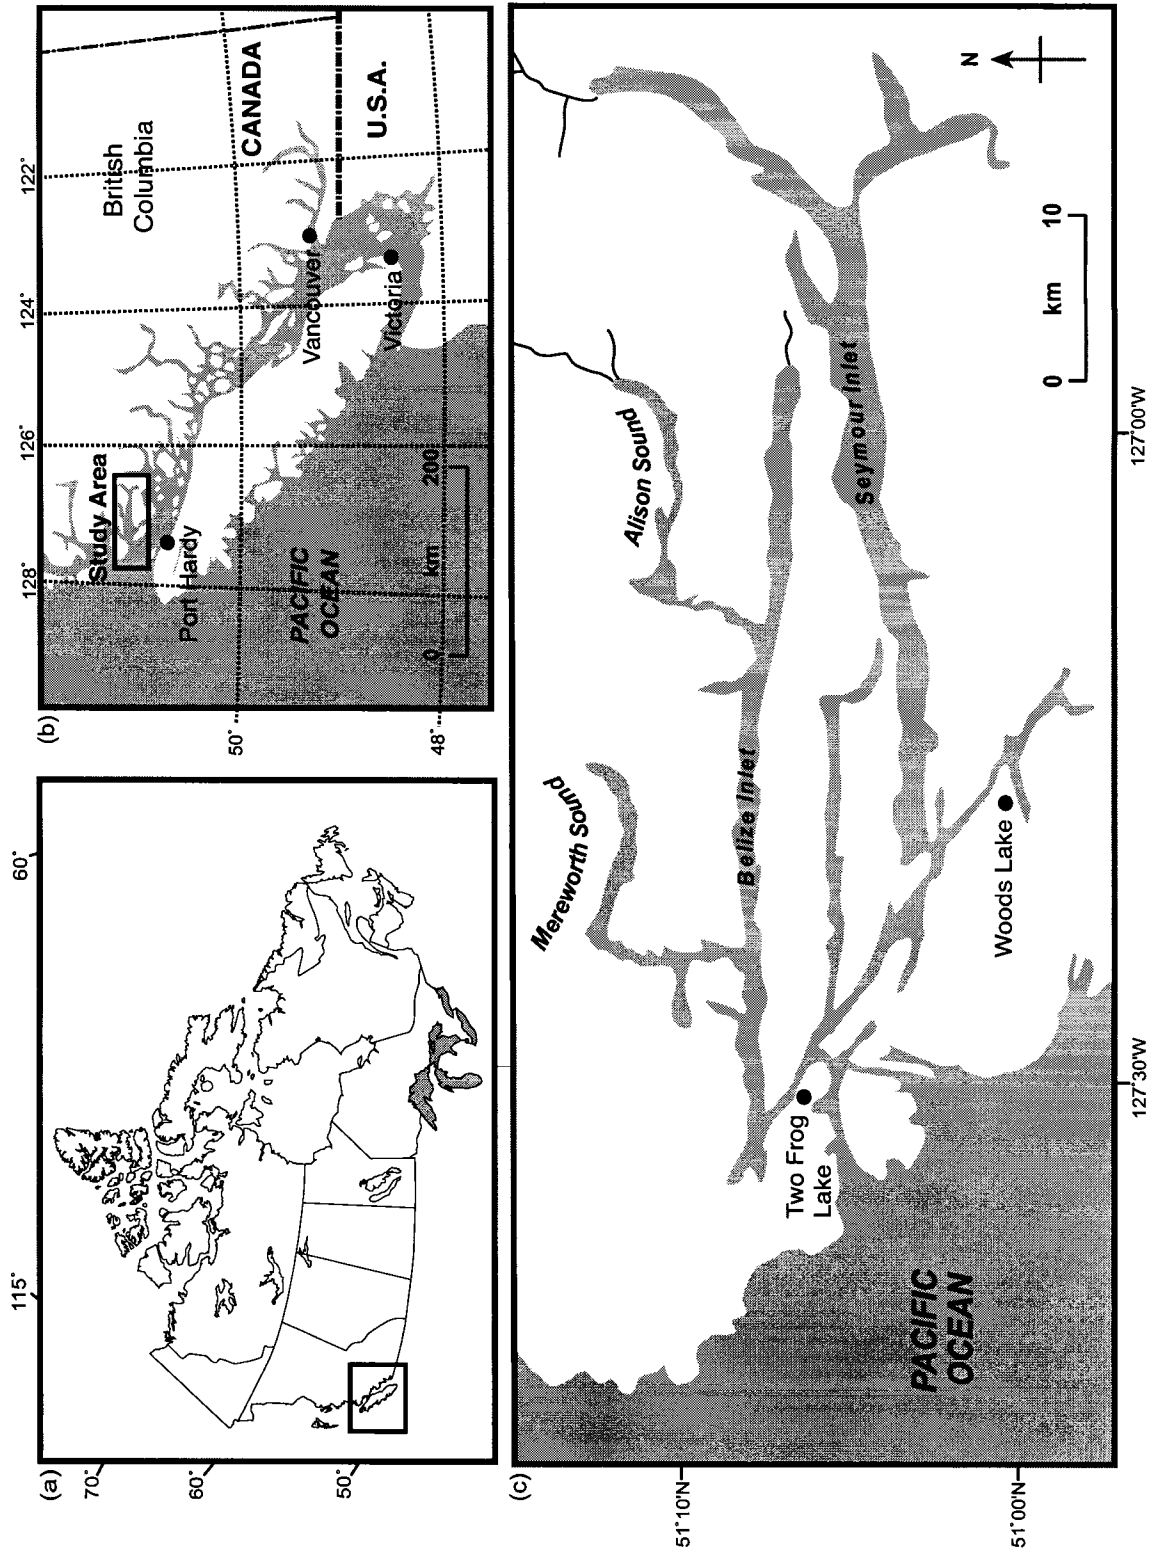 (a)
115°
60°
70°
60°
50°
(b)
128°
126°
124°
122°
50°
48°
Study Area
Port Hardy
British
Columbia
CANADA
U.S.A.
Vancouver
Victoria
PACIFIC
OCEAN
0
km
200
(c)
51°10'N
51°00'N
127°30'W
127°00'W
Mereworth Sound
Alison Sound
Belize Inlet
Seymour Inlet
Two Frog
Lake
Woods Lake
PACIFIC
OCEAN
N
0
km
10